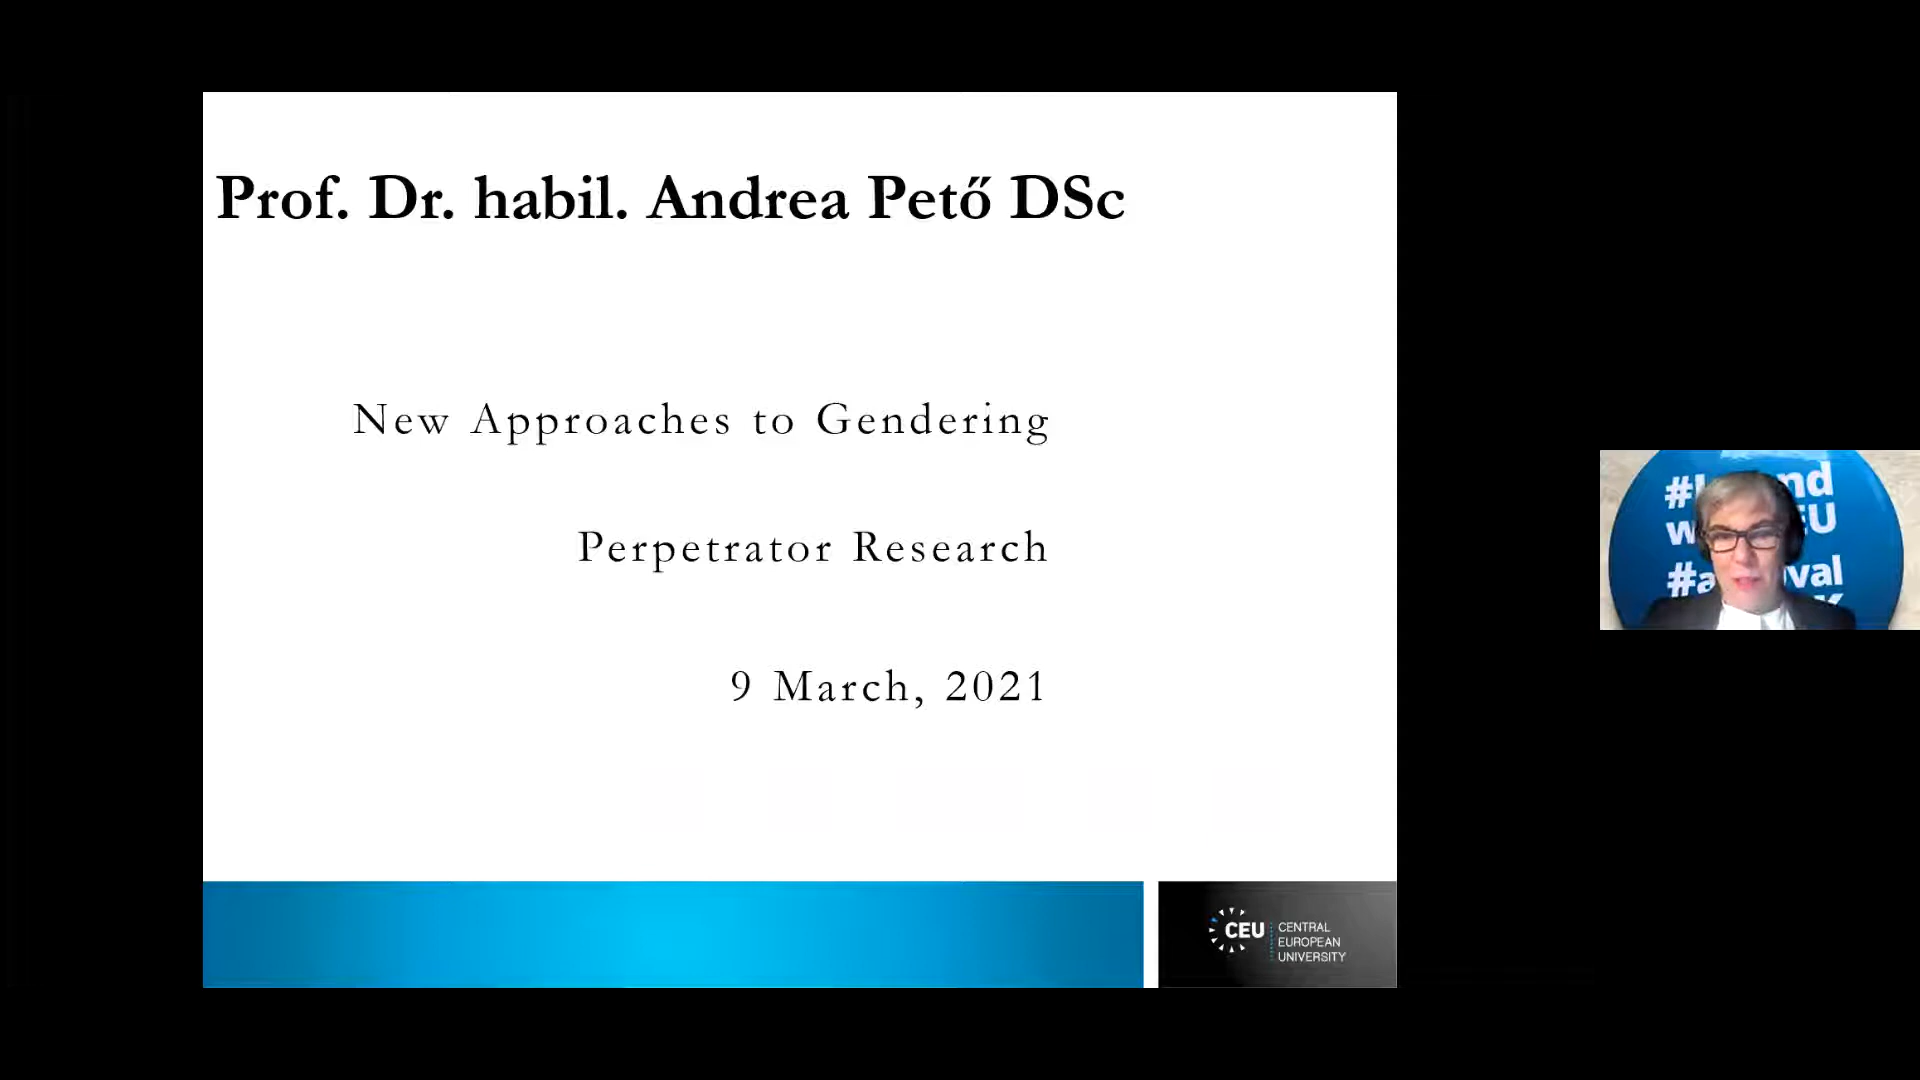 Prof. Dr. habil. Andrea Pető DSc
New Approaches to Gendering
Perpetrator Research
9 March, 2021
CEU
CENTRAL
EUROPEAN
UNIVERSITY